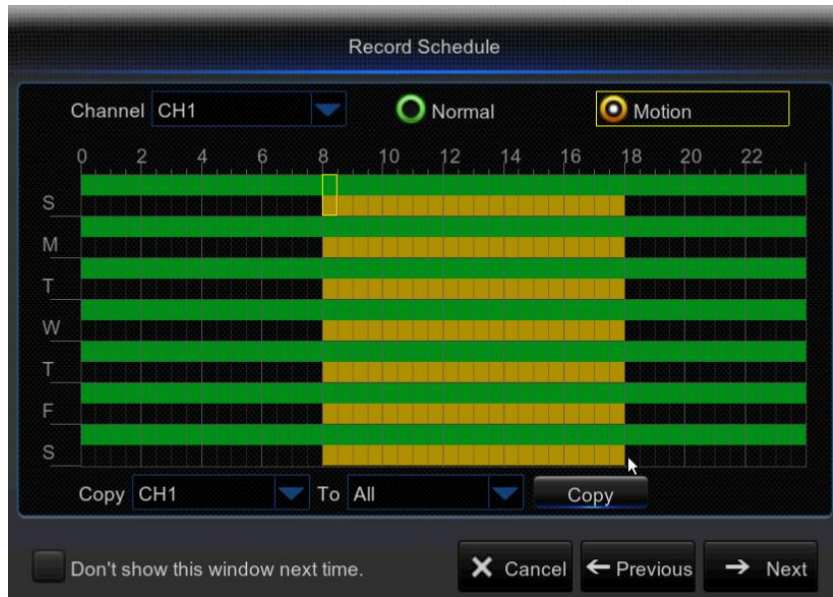 Record Schedule
Channel CH1 Normal Motion
0 2 4 6 8 10 12 14 16 18 20 22
S
M
T
W
T
F
S
Copy CH1 To All Copy
Don't show this window next time. Cancel Previous Next